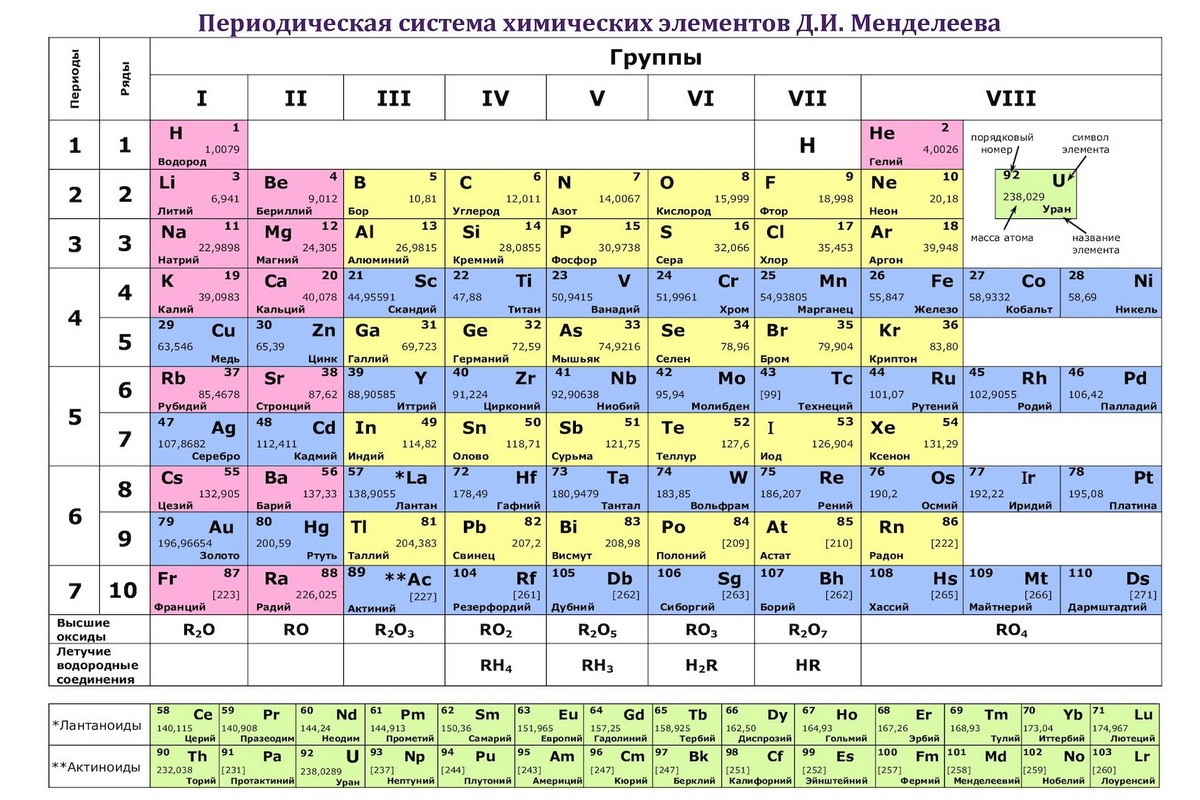 Периодическая система химических элементов Д.И. Менделеева
Периоды Ряды Группы
I II III IV V VI VII VIII
1 1 H 1 1,0079 Водород H He 2 4,0026 Гелий
порядковый номер символ элемента
92 U 238,029 Уран
масса атома название элемента
2 2 Li 3 6,941 Литий Be 4 9,012 Бериллий B 5 10,81 Бор C 6 12,011 Углерод N 7 14,0067 Азот O 8 15,999 Кислород F 9 18,998 Фтор Ne 10 20,18 Неон
3 3 Na 11 22,9898 Натрий Mg 12 24,305 Магний Al 13 26,9815 Алюминий Si 14 28,0855 Кремний P 15 30,9738 Фосфор S 16 32,066 Сера Cl 17 35,453 Хлор Ar 18 39,948 Аргон
4 4 K 19 39,0983 Калий Ca 20 40,078 Кальций 21 Sc 44,95591 Скандий 22 Ti 47,88 Титан 23 V 50,9415 Ванадий 24 Cr 51,9961 Хром 25 Mn 54,93805 Марганец 26 Fe 55,847 Железо 27 Co 58,9332 Кобальт 28 Ni 58,69 Никель
5 29 Cu 63,546 Медь 30 Zn 65,39 Цинк Ga 31 69,723 Галлий Ge 32 72,59 Германий As 33 74,9216 Мышьяк Se 34 78,96 Селен Br 35 79,904 Бром Kr 36 83,80 Криптон
5 6 Rb 37 85,4678 Рубидий Sr 38 87,62 Стронций 39 Y 88,90585 Иттрий 40 Zr 91,224 Цирконий 41 Nb 92,90638 Ниобий 42 Mo 95,94 Молибден 43 Tc [99] Технеций 44 Ru 101,07 Рутений 45 Rh 102,9055 Родий 46 Pd 106,42 Палладий
7 47 Ag 107,8682 Серебро 48 Cd 112,411 Кадмий In 49 114,82 Индий Sn 50 118,71 Олово Sb 51 121,75 Сурьма Te 52 127,6 Теллур I 53 126,904 Иод Xe 54 131,29 Ксенон
6 8 Cs 55 132,905 Цезий Ba 56 137,33 Барий 57 *La 138,9055 Лантан 72 Hf 178,49 Гафний 73 Ta 180,9479 Тантал 74 W 183,85 Вольфрам 75 Re 186,207 Рений 76 Os 190,2 Осмий 77 Ir 192,22 Иридий 78 Pt 195,08 Платина
9 79 Au 196,96654 Золото 80 Hg 200,59 Ртуть Tl 81 204,383 Таллий Pb 82 207,2 Свинец Bi 83 208,98 Висмут Po 84 [209] Полоний At 85 [210] Астат Rn 86 [222] Радон
7 10 Fr 87 [223] Франций Ra 88 226,025 Радий 89 **Ac [227] Актиний 104 Rf [261] Резерфордий 105 Db [262] Дубний 106 Sg [263] Сиборгий 107 Bh [262] Борий 108 Hs [265] Хассий 109 Mt [266] Майтнерий 110 Ds [271] Дармштадтий
Высшие оксиды R₂O RO R₂O₃ RO₂ R₂O₅ RO₃ R₂O₇ RO₄
Летучие водородные соединения RH₄ RH₃ H₂R HR
*Лантаноиды 58 Ce 140,115 Церий 59 Pr 140,908 Празеодим 60 Nd 144,24 Неодим 61 Pm 144,913 Прометий 62 Sm 150,36 Самарий 63 Eu 151,965 Европий 64 Gd 157,25 Гадолиний 65 Tb 158,925 Тербий 66 Dy 162,50 Диспрозий 67 Ho 164,93 Гольмий 68 Er 167,26 Эрбий 69 Tm 168,93 Тулий 70 Yb 173,04 Иттербий 71 Lu 174,967 Лютеций
**Актиноиды 90 Th 232,038 Торий 91 Pa [231] Протактиний 92 U 238,0289 Уран 93 Np [237] Нептуний 94 Pu [244] Плутоний 95 Am [243] Америций 96 Cm [247] Кюрий 97 Bk [247] Берклий 98 Cf [251] Калифорний 99 Es [252] Эйнштейний 100 Fm [257] Фермий 101 Md [258] Менделеевий 102 No [259] Нобелий 103 Lr [260] Лоуренсий